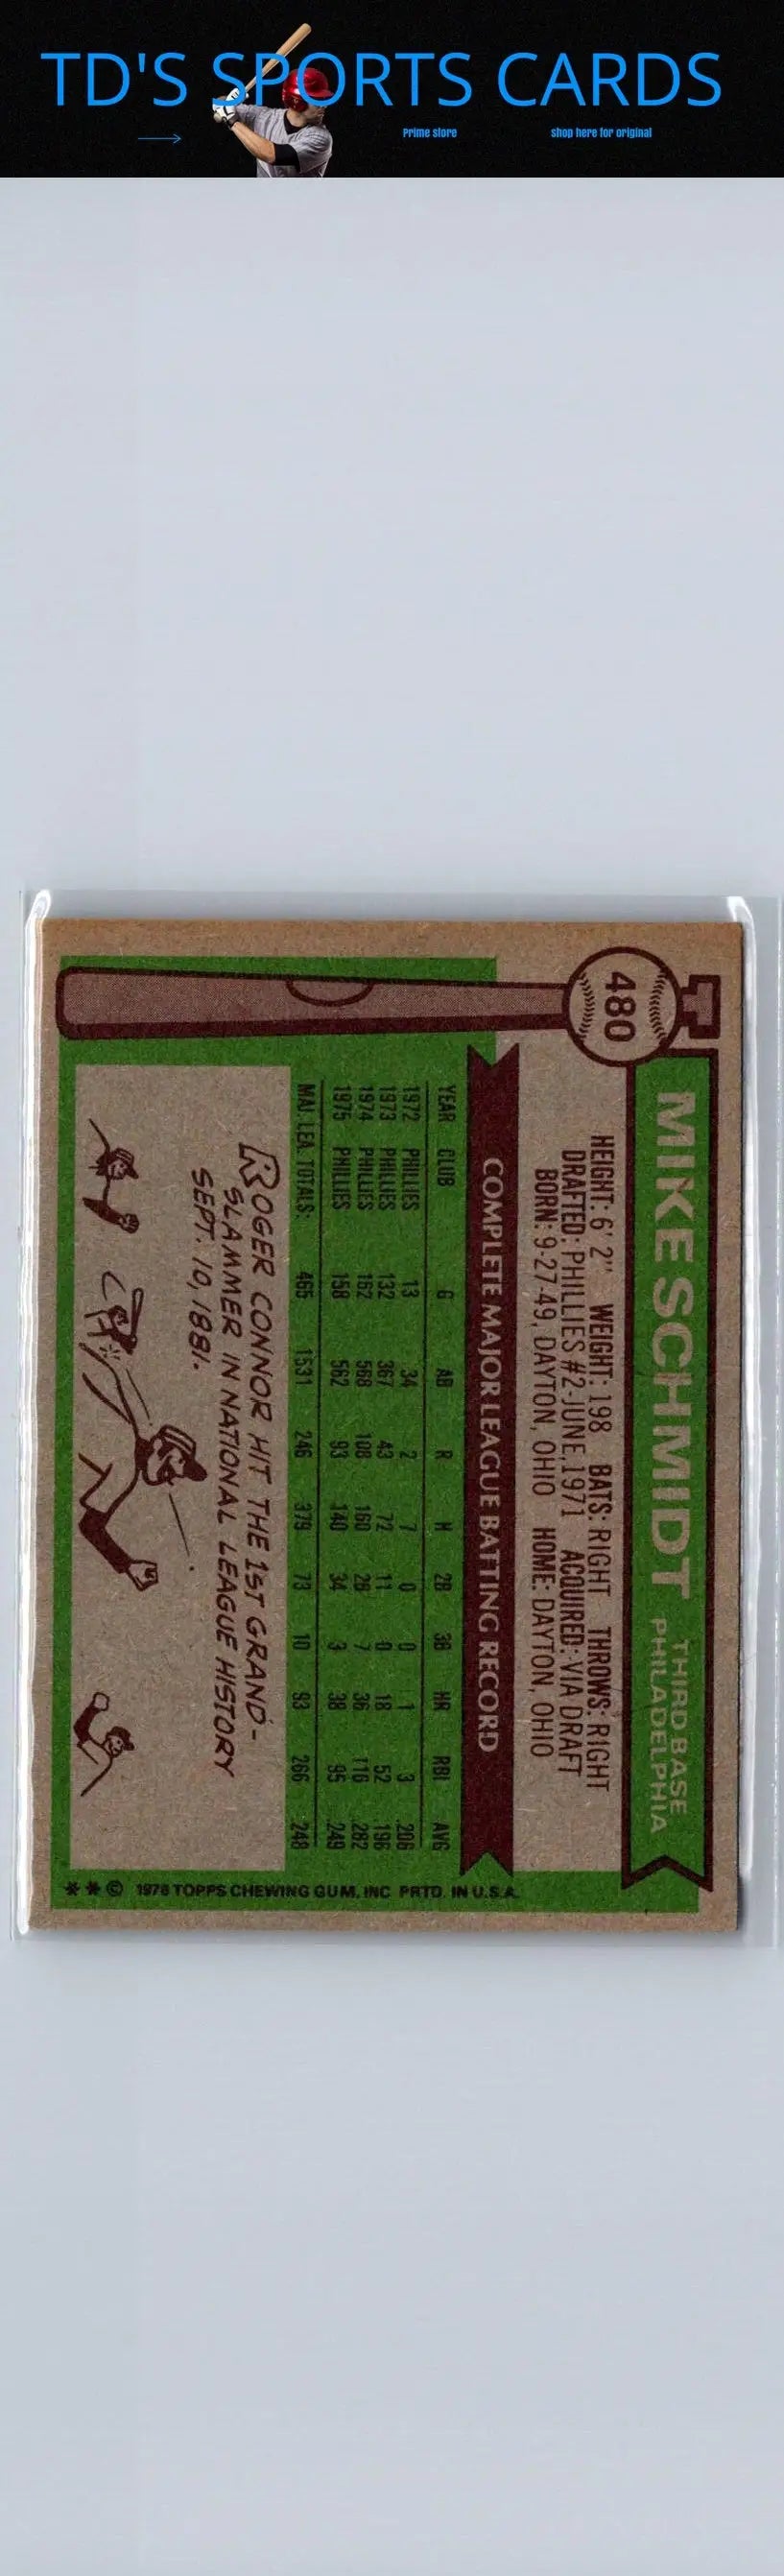 TD'S SPORTS CARDS
Prime store
shop here for original
480
MIKE SCHMIDT
THIRD BASE
PHILADELPHIA
HEIGHT: 6' 2" WEIGHT: 198 BATS: RIGHT THROWS: RIGHT
DRAFTED: PHILLIES #2-JUNE, 1971 ACQUIRED: VIA DRAFT
BORN: 9-27-49, DAYTON, OHIO HOME: DAYTON, OHIO
COMPLETE MAJOR LEAGUE BATTING RECORD
YEAR CLUB G AB R H 2B 3B HR RBI AVG
1972 PHILLIES 13 34 2 7 0 0 1 3 .206
1973 PHILLIES 132 367 43 72 11 0 18 52 .196
1974 PHILLIES 162 568 108 160 28 7 36 116 .282
1975 PHILLIES 158 562 93 140 34 3 38 95 .249
MAJ. LEA. TOTALS: 465 1531 246 379 73 10 93 266 .248
ROGER CONNOR HIT THE 1ST GRAND-
SLAMMER IN NATIONAL LEAGUE HISTORY
SEPT. 10, 1881.
** © 1976 TOPPS CHEWING GUM, INC PRTD. IN U.S.A.